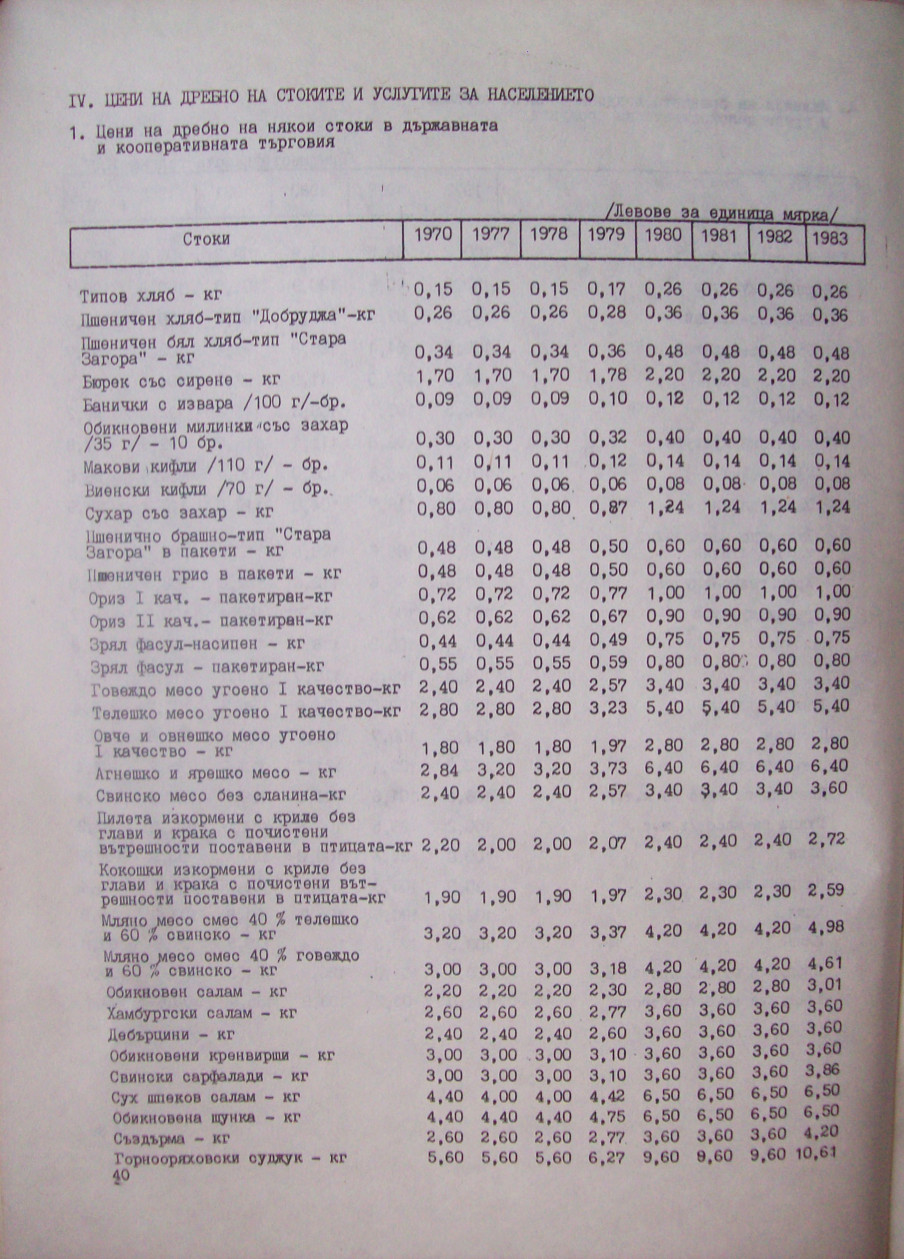 IV. ЦЕНИ НА ДРЕБНО НА СТОКИТЕ И УСЛУГИТЕ ЗА НАСЕЛЕНИЕТО
1. Цени на дребно на някои стоки в държавната
и кооперативната търговия
/Левове за единица мярка/
Стоки 1970 1977 1978 1979 1980 1981 1982 1983
Типов хляб - кг 0,15 0,15 0,15 0,17 0,26 0,26 0,26 0,26
Пшеничен хляб-тип "Добруджа"-кг 0,26 0,26 0,26 0,28 0,36 0,36 0,36 0,36
Пшеничен бял хляб-тип "Стара
Загора" - кг 0,34 0,34 0,34 0,36 0,48 0,48 0,48 0,48
Бюрек със сирене - кг 1,70 1,70 1,70 1,78 2,20 2,20 2,20 2,20
Банички с извара /100 г/-бр. 0,09 0,09 0,09 0,10 0,12 0,12 0,12 0,12
Обикновени милинки със захар
/35 г/ - 10 бр. 0,30 0,30 0,30 0,32 0,40 0,40 0,40 0,40
Макови кифли /110 г/ - бр. 0,11 0,11 0,11 0,12 0,14 0,14 0,14 0,14
Виенски кифли /70 г/ - бр. 0,06 0,06 0,06 0,06 0,08 0,08 0,08 0,08
Сухар със захар - кг 0,80 0,80 0,80 0,87 1,24 1,24 1,24 1,24
Пшенично брашно-тип "Стара
Загора" в пакети - кг 0,48 0,48 0,48 0,50 0,60 0,60 0,60 0,60
Пшеничен грис в пакети - кг 0,48 0,48 0,48 0,50 0,60 0,60 0,60 0,60
Ориз I кач. - пакетиран-кг 0,72 0,72 0,72 0,77 1,00 1,00 1,00 1,00
Ориз II кач.- пакетиран-кг 0,62 0,62 0,62 0,67 0,90 0,90 0,90 0,90
Зрял фасул-насипен - кг 0,44 0,44 0,44 0,49 0,75 0,75 0,75 0,75
Зрял фасул - пакетиран-кг 0,55 0,55 0,55 0,59 0,80 0,80 0,80 0,80
Говеждо месо угоено I качество-кг 2,40 2,40 2,40 2,57 3,40 3,40 3,40 3,40
Телешко месо угоено I качество-кг 2,80 2,80 2,80 3,23 5,40 5,40 5,40 5,40
Овче и овнешко месо угоено
I качество - кг 1,80 1,80 1,80 1,97 2,80 2,80 2,80 2,80
Агнешко и ярешко месо - кг 2,84 3,20 3,20 3,73 6,40 6,40 6,40 6,40
Свинско месо без сланина-кг 2,40 2,40 2,40 2,57 3,40 3,40 3,40 3,60
Пилета изкормени с криле без
глави и крака с почистени
вътрешности поставени в птицата-кг 2,20 2,00 2,00 2,07 2,40 2,40 2,40 2,72
Кокошки изкормени с криле без
глави и крака с почистени вът-
решности поставени в птицата-кг 1,90 1,90 1,90 1,97 2,30 2,30 2,30 2,59
Мляно месо смес 40 % телешко
и 60 % свинско - кг 3,20 3,20 3,20 3,37 4,20 4,20 4,20 4,98
Мляно месо смес 40 % говеждо
и 60 % свинско - кг 3,00 3,00 3,00 3,18 4,20 4,20 4,20 4,61
Обикновен салам - кг 2,20 2,20 2,20 2,30 2,80 2,80 2,80 3,01
Хамбургски салам - кг 2,60 2,60 2,60 2,77 3,60 3,60 3,60 3,60
Дебърцини - кг 2,40 2,40 2,40 2,60 3,60 3,60 3,60 3,60
Обикновени кренвирши - кг 3,00 3,00 3,00 3,10 3,60 3,60 3,60 3,60
Свински сарфалади - кг 3,00 3,00 3,00 3,10 3,60 3,60 3,60 3,86
Сух шпеков салам - кг 4,40 4,00 4,00 4,42 6,50 6,50 6,50 6,50
Обикновена шунка - кг 4,40 4,40 4,40 4,75 6,50 6,50 6,50 6,50
Създърма - кг 2,60 2,60 2,60 2,77 3,60 3,60 3,60 4,20
Горнооряховски суджук - кг 5,60 5,60 5,60 6,27 9,60 9,60 9,60 10,61
40